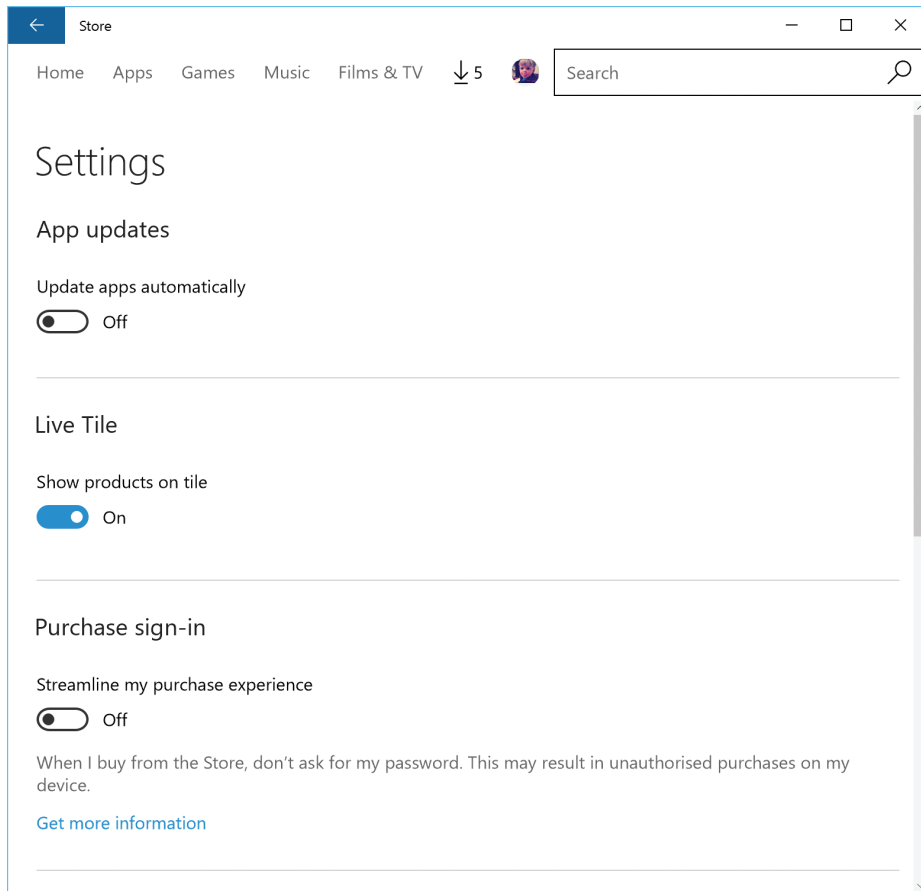 Store
Home Apps Games Music Films & TV 5 Search
Settings
App updates
Update apps automatically
Off
Live Tile
Show products on tile
On
Purchase sign-in
Streamline my purchase experience
Off
When I buy from the Store, don’t ask for my password. This may result in unauthorised purchases on my
device.
Get more information